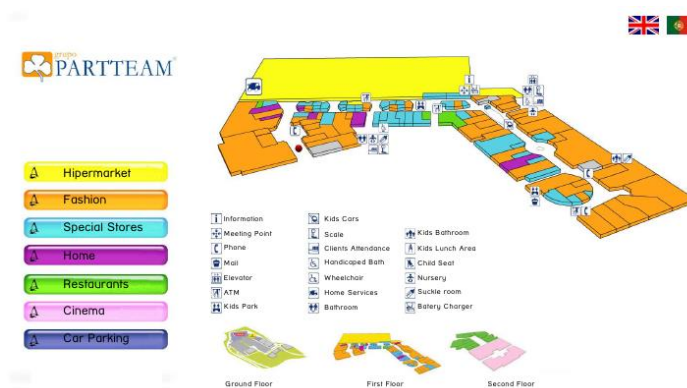 grupo
PARTTEAM
Hipermarket
Fashion
Special Stores
Home
Restaurants
Cinema
Car Parking
Information
Meeting Point
Phone
Mail
Elevator
ATM
Kids Park
Kids Cars
Scale
Clients Attendance
Handicaped Bath
Wheelchair
Home Services
Bathroom
Kids Bathroom
Kids Lunch Area
Child Seat
Nursery
Suckle room
Batery Charger
Ground Floor
First Floor
Second Floor